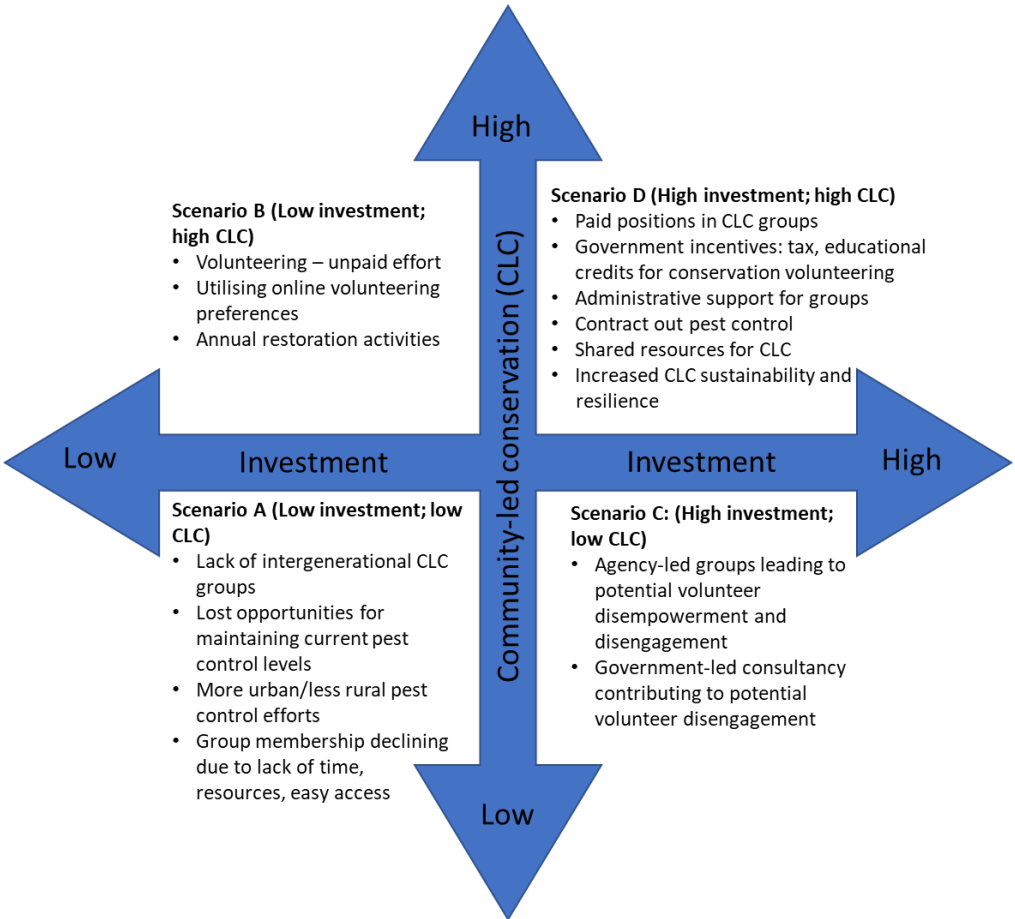 High
Scenario B (Low investment;
high CLC)
• Volunteering – unpaid effort
• Utilising online volunteering
preferences
• Annual restoration activities
Scenario D (High investment; high CLC)
• Paid positions in CLC groups
• Government incentives: tax, educational
credits for conservation volunteering
• Administrative support for groups
• Contract out pest control
• Shared resources for CLC
• Increased CLC sustainability and
resilience
Community-led conservation (CLC)
Low
Investment
Investment
High
Scenario A (Low investment; low
CLC)
• Lack of intergenerational CLC
groups
• Lost opportunities for
maintaining current pest
control levels
• More urban/less rural pest
control efforts
• Group membership declining
due to lack of time,
resources, easy access
Scenario C: (High investment;
low CLC)
• Agency-led groups leading to
potential volunteer
disempowerment and
disengagement
• Government-led consultancy
contributing to potential
volunteer disengagement
Low